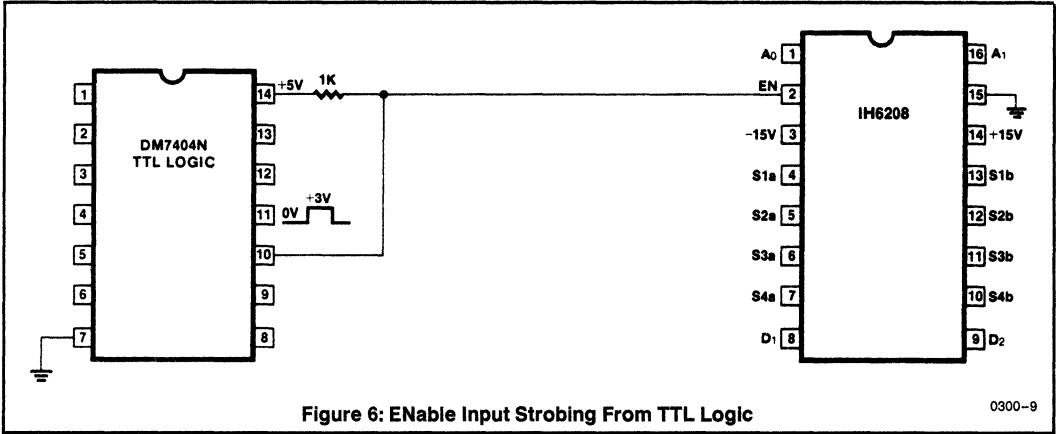 1
2
3
4
5
6
7
DM7404N
TTL LOGIC
14
13
12
11
10
9
8
+5V
1K
0V
+3V
A0 1
EN 2
-15V 3
S1a 4
S2a 5
S3a 6
S4a 7
D1 8
IH6208
16 A1
15
14 +15V
13 S1b
12 S2b
11 S3b
10 S4b
9 D2
Figure 6: ENable Input Strobing From TTL Logic
0300-9